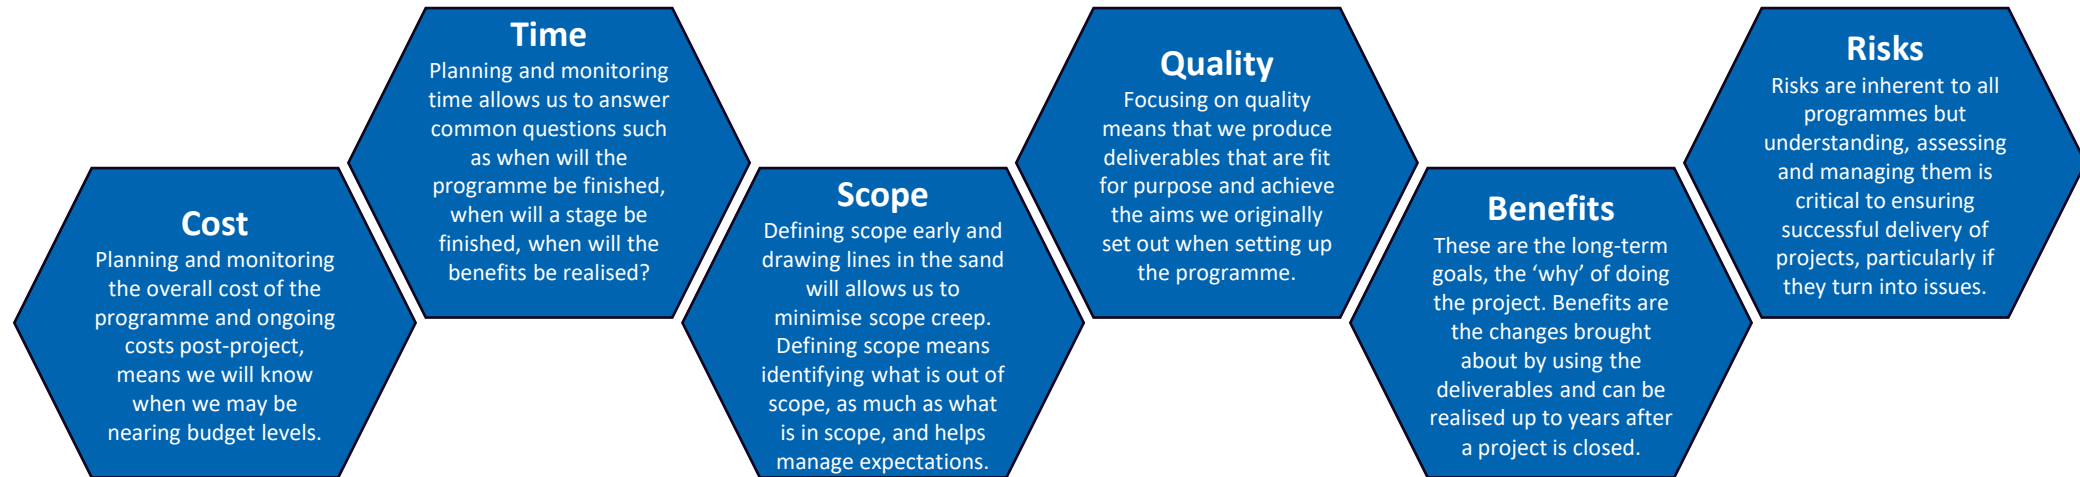 Cost
Planning and monitoring
the overall cost of the
programme and ongoing
costs post-project,
means we will know
when we may be
nearing budget levels.
Time
Planning and monitoring
time allows us to answer
common questions such
as when will the
programme be finished,
when will a stage be
finished, when will the
benefits be realised?
Scope
Defining scope early and
drawing lines in the sand
will allows us to
minimise scope creep.
Defining scope means
identifying what is out of
scope, as much as what
is in scope, and helps
manage expectations.
Quality
Focusing on quality
means that we produce
deliverables that are fit
for purpose and achieve
the aims we originally
set out when setting up
the programme.
Benefits
These are the long-term
goals, the ‘why’ of doing
the project. Benefits are
the changes brought
about by using the
deliverables and can be
realised up to years after
a project is closed.
Risks
Risks are inherent to all
programmes but
understanding, assessing
and managing them is
critical to ensuring
successful delivery of
projects, particularly if
they turn into issues.